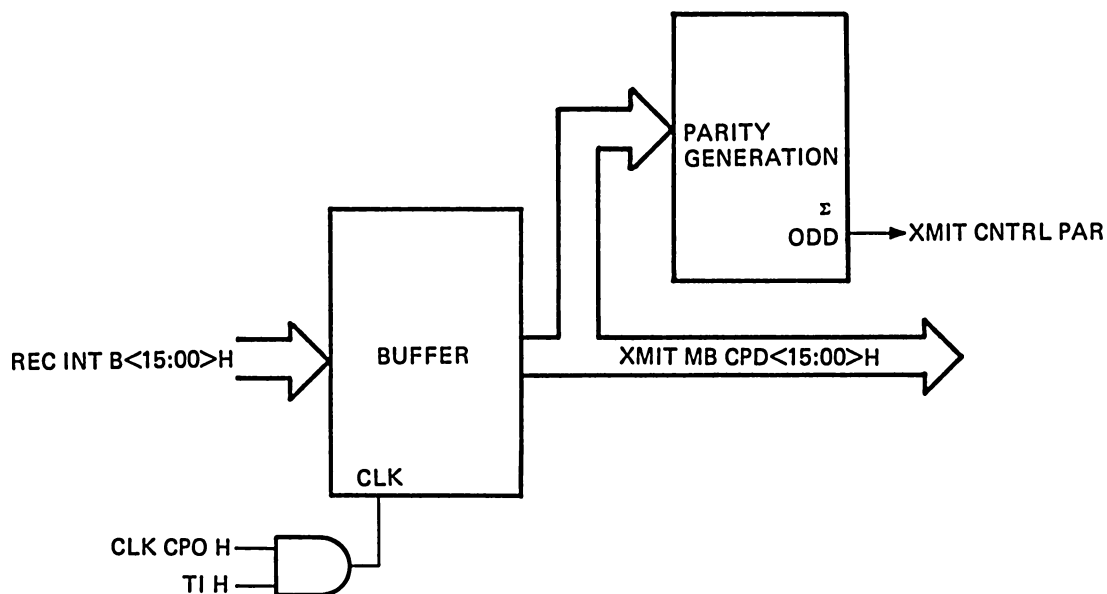 PARITY
GENERATION
Σ
ODD
XMIT CNTRL PAR
REC INT B<15:00>H
BUFFER
XMIT MB CPD<15:00>H
CLK
CLK CPO H
TI H